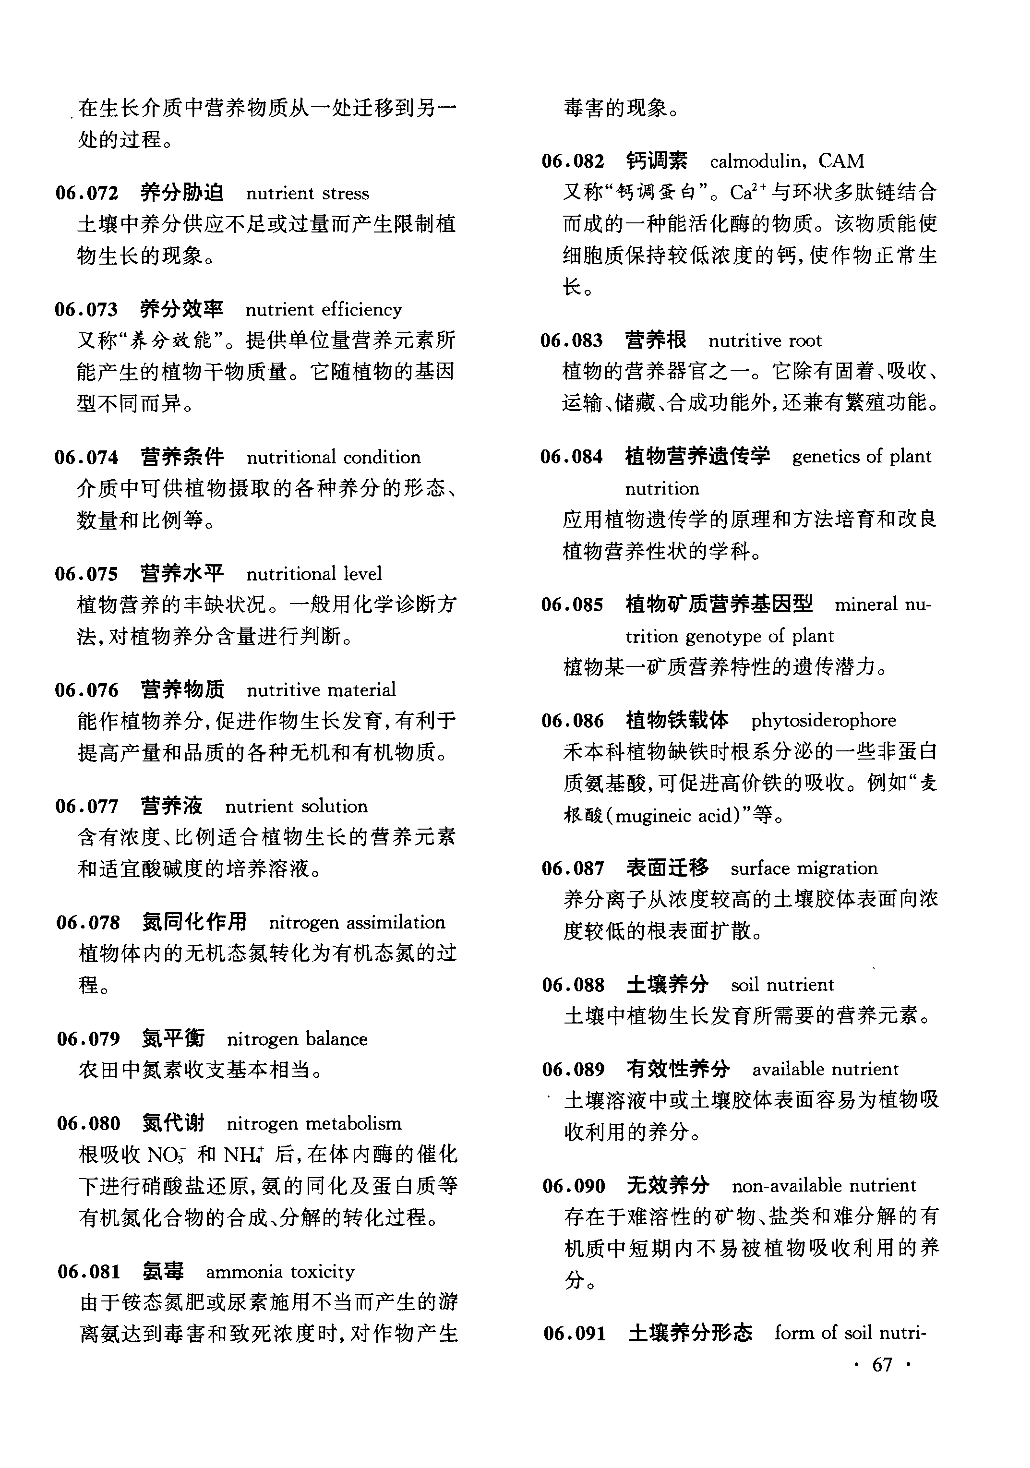 在生长介质中营养物质从一处迁移到另一
处的过程。
06.072 养分胁迫 nutrient stress
土壤中养分供应不足或过量而产生限制植
物生长的现象。
06.073 养分效率 nutrient efficiency
又称“养分效能”。提供单位量营养元素所
能产生的植物干物质量。它随植物的基因
型不同而异。
06.074 营养条件 nutritional condition
介质中可供植物摄取的各种养分的形态、
数量和比例等。
06.075 营养水平 nutritional level
植物营养的丰缺状况。一般用化学诊断方
法,对植物养分含量进行判断。
06.076 营养物质 nutritive material
能作植物养分,促进作物生长发育,有利于
提高产量和品质的各种无机和有机物质。
06.077 营养液 nutrient solution
含有浓度、比例适合植物生长的营养元素
和适宜酸碱度的培养溶液。
06.078 氮同化作用 nitrogen assimilation
植物体内的无机态氮转化为有机态氮的过
程。
06.079 氮平衡 nitrogen balance
农田中氮素收支基本相当。
06.080 氮代谢 nitrogen metabolism
根吸收 NO₃⁻ 和 NH₄⁺ 后,在体内酶的催化
下进行硝酸盐还原,氨的同化及蛋白质等
有机氮化合物的合成、分解的转化过程。
06.081 氨毒 ammonia toxicity
由于铵态氮肥或尿素施用不当而产生的游
离氨达到毒害和致死浓度时,对作物产生
毒害的现象。
06.082 钙调素 calmodulin, CAM
又称“钙调蛋白”。Ca²⁺与环状多肽链结合
而成的一种能活化酶的物质。该物质能使
细胞质保持较低浓度的钙,使作物正常生
长。
06.083 营养根 nutritive root
植物的营养器官之一。它除有固着、吸收、
运输、储藏、合成功能外,还兼有繁殖功能。
06.084 植物营养遗传学 genetics of plant
nutrition
应用植物遗传学的原理和方法培育和改良
植物营养性状的学科。
06.085 植物矿质营养基因型 mineral nu-
trition genotype of plant
植物某一矿质营养特性的遗传潜力。
06.086 植物铁载体 phytosiderophore
禾本科植物缺铁时根系分泌的一些非蛋白
质氨基酸,可促进高价铁的吸收。例如“麦
根酸(mugineic acid)”等。
06.087 表面迁移 surface migration
养分离子从浓度较高的土壤胶体表面向浓
度较低的根表面扩散。
06.088 土壤养分 soil nutrient
土壤中植物生长发育所需要的营养元素。
06.089 有效性养分 available nutrient
土壤溶液中或土壤胶体表面容易为植物吸
收利用的养分。
06.090 无效养分 non-available nutrient
存在于难溶性的矿物、盐类和难分解的有
机质中短期内不易被植物吸收利用的养
分。
06.091 土壤养分形态 form of soil nutri-
· 67 ·